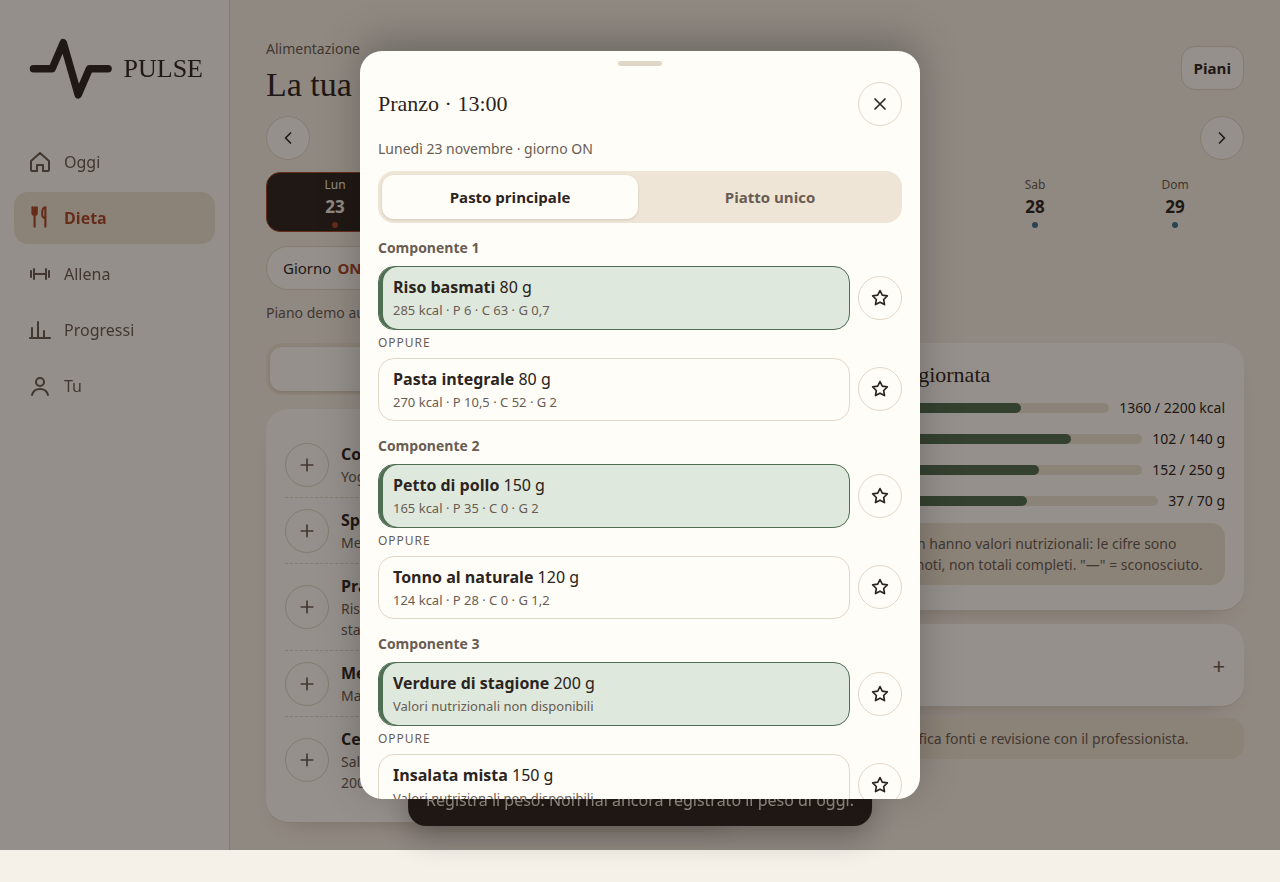 PULSE
Oggi
Dieta
Allena
Progressi
Tu
Alimentazione
La tua
Piani
Lun
23
Sab
28
Dom
29
Giorno ON
Piano demo
giornata
1360 / 2200 kcal
102 / 140 g
152 / 250 g
37 / 70 g
hanno valori nutrizionali: le cifre sono
non totali completi. "—" = sconosciuto.
+
fonti e revisione con il professionista.
Pranzo · 13:00
Lunedì 23 novembre · giorno ON
Pasto principale
Piatto unico
Componente 1
Riso basmati 80 g
285 kcal · P 6 · C 63 · G 0,7
OPPURE
Pasta integrale 80 g
270 kcal · P 10,5 · C 52 · G 2
Componente 2
Petto di pollo 150 g
165 kcal · P 35 · C 0 · G 2
OPPURE
Tonno al naturale 120 g
124 kcal · P 28 · C 0 · G 1,2
Componente 3
Verdure di stagione 200 g
Valori nutrizionali non disponibili
OPPURE
Insalata mista 150 g
Valori nutrizionali non disponibili
Registra il peso. Non hai ancora registrato il peso di oggi.